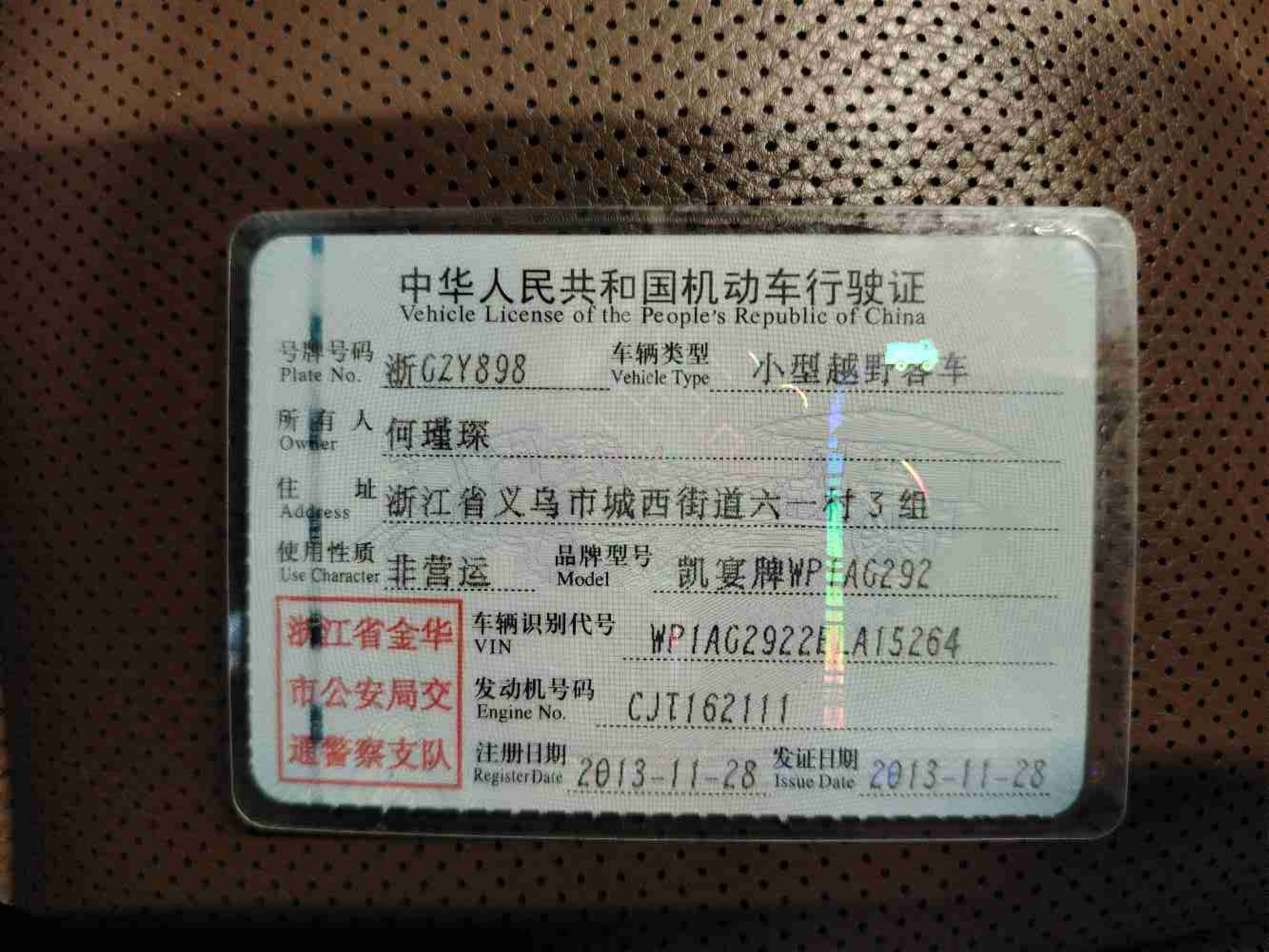 中华人民共和国机动车行驶证
Vehicle License of the People's Republic of China
号牌号码 浙GZY898 车辆类型 小型越野客车
Plate No. Vehicle Type
所有人 何瑾琛
Owner
住址 浙江省义乌市城西街道六一村3组
Address
使用性质 非营运 品牌型号 凯宴牌WP1AG292
Use Character Model
浙江省金华
市公安局交
通警察支队
车辆识别代号 WP1AG2922ELA15264
VIN
发动机号码 CJT162111
Engine No.
注册日期 2013-11-28 发证日期 2013-11-28
Register Date Issue Date